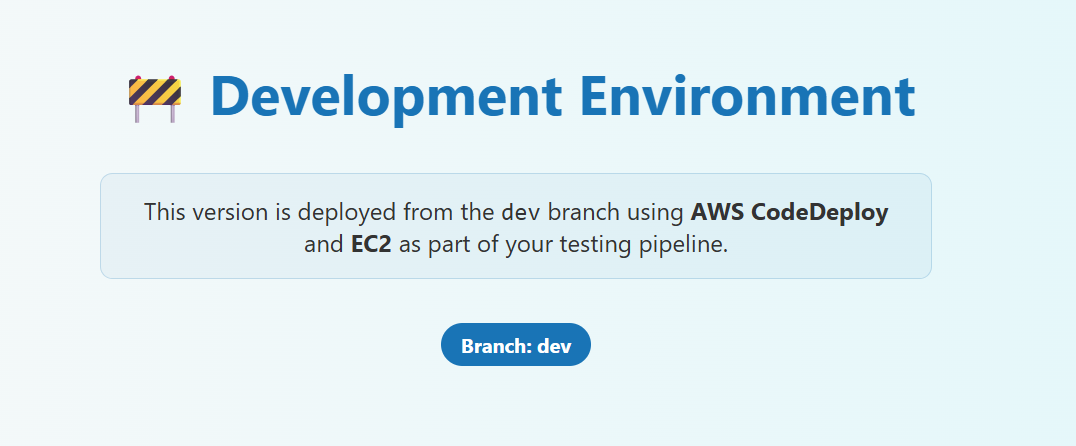 Development Environment
This version is deployed from the dev branch using AWS CodeDeploy
and EC2 as part of your testing pipeline.
Branch: dev